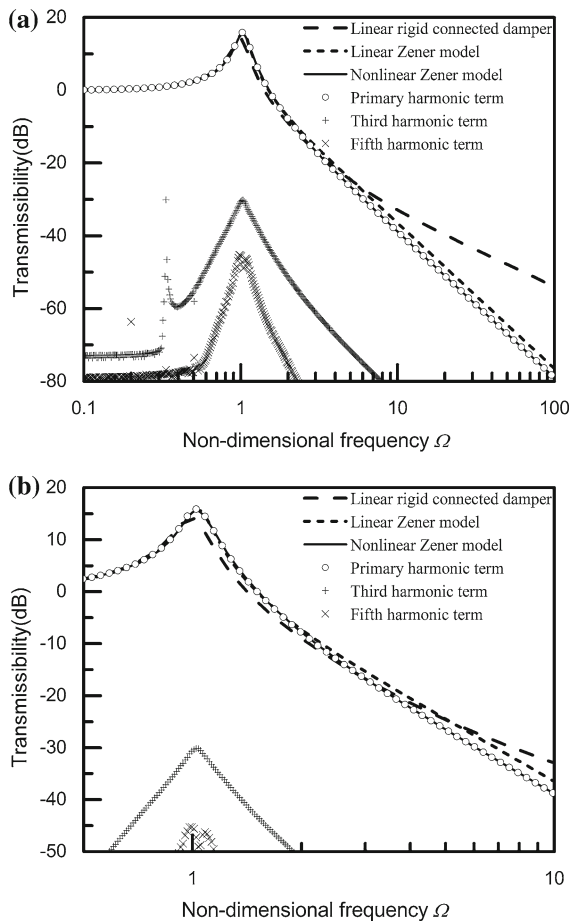 (a)
20
0
-20
-40
-60
-80
Transmissibility(dB)
Linear rigid connected damper
Linear Zener model
Nonlinear Zener model
Primary harmonic term
Third harmonic term
Fifth harmonic term
0.1 1 10 100
Non-dimensional frequency Ω
(b)
20
10
0
-10
-20
-30
-40
-50
Transmissibility(dB)
Linear rigid connected damper
Linear Zener model
Nonlinear Zener model
Primary harmonic term
Third harmonic term
Fifth harmonic term
1 10
Non-dimensional frequency Ω